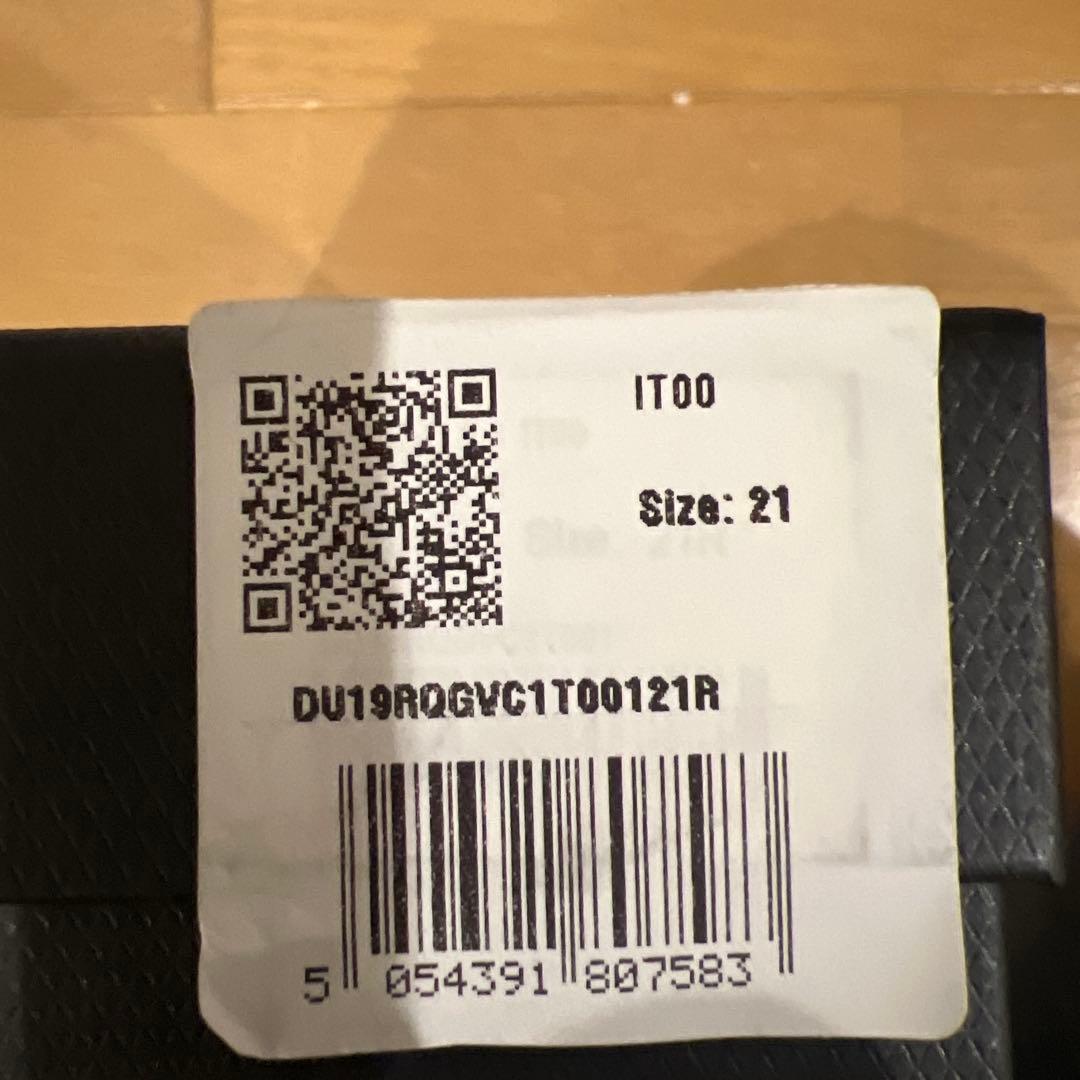 IT00
Size: 21
DU19RQGVC1T00121R
5 054391 807583